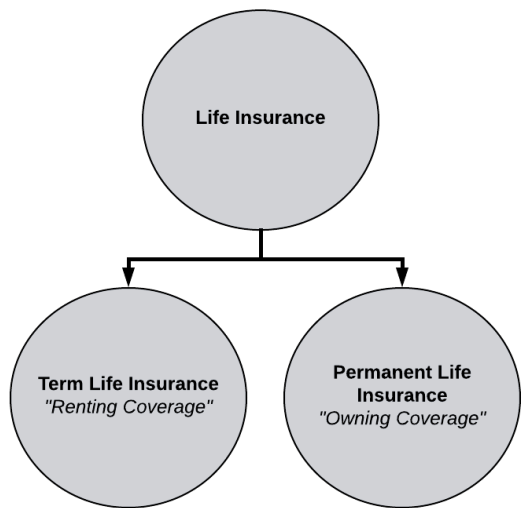 Life Insurance
Term Life Insurance
"Renting Coverage"
Permanent Life
Insurance
"Owning Coverage"